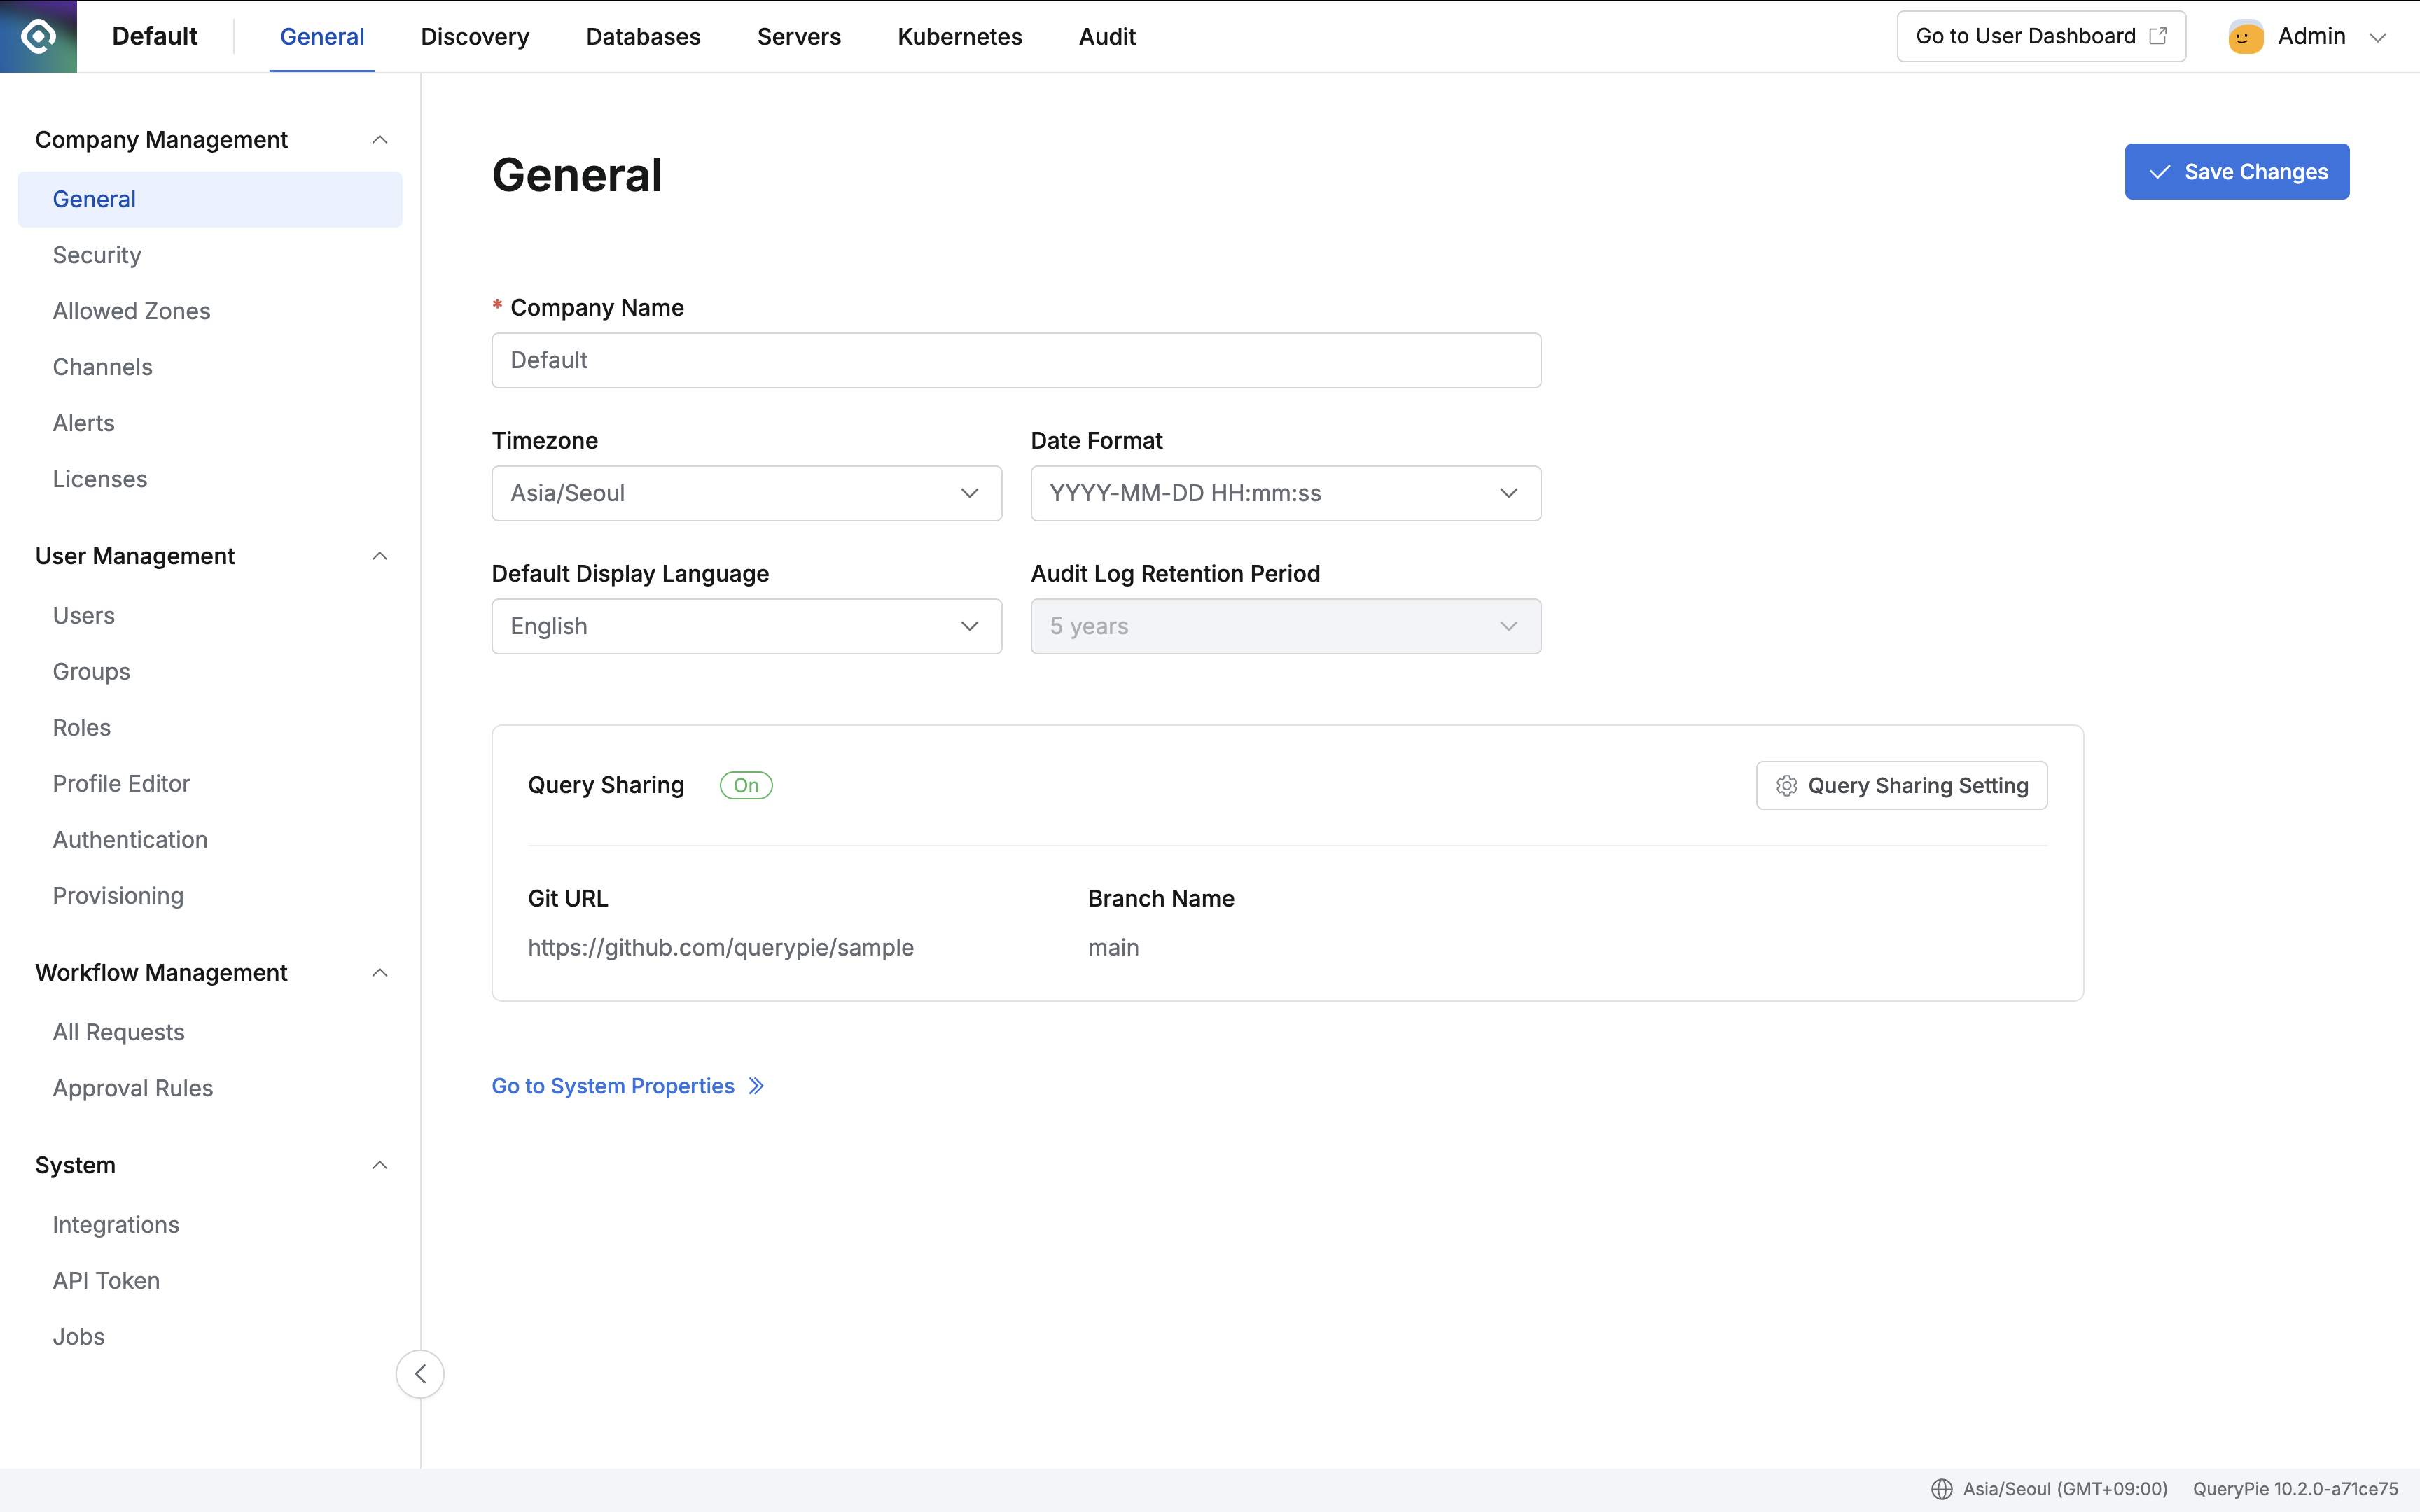 Default
General
Discovery
Databases
Servers
Kubernetes
Audit
Go to User Dashboard
Admin
Company Management
General
Security
Allowed Zones
Channels
Alerts
Licenses
User Management
Users
Groups
Roles
Profile Editor
Authentication
Provisioning
Workflow Management
All Requests
Approval Rules
System
Integrations
API Token
Jobs
General
Save Changes
* Company Name
Default
Timezone
Date Format
Asia/Seoul
YYYY-MM-DD HH:mm:ss
Default Display Language
Audit Log Retention Period
English
5 years
Query Sharing
On
Query Sharing Setting
Git URL
Branch Name
https://github.com/querypie/sample
main
Go to System Properties
Asia/Seoul (GMT+09:00)
QueryPie 10.2.0-a71ce75